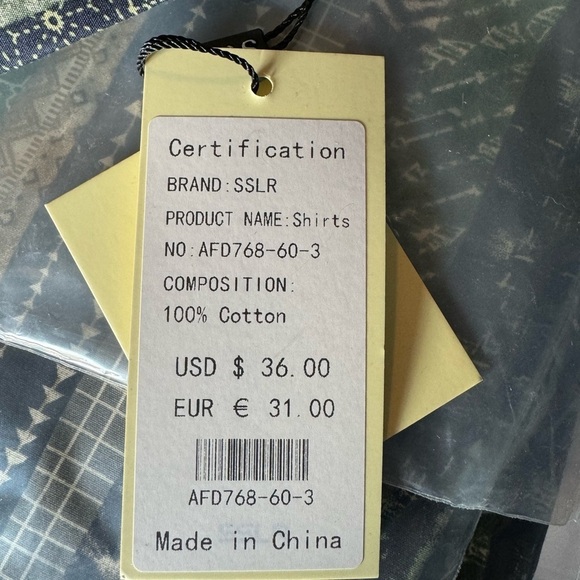 Certification
BRAND:SSLR
PRODUCT NAME:Shirts
NO:AFD768-60-3
COMPOSITION:
100% Cotton
USD $ 36.00
EUR € 31.00
AFD768-60-3
Made in China